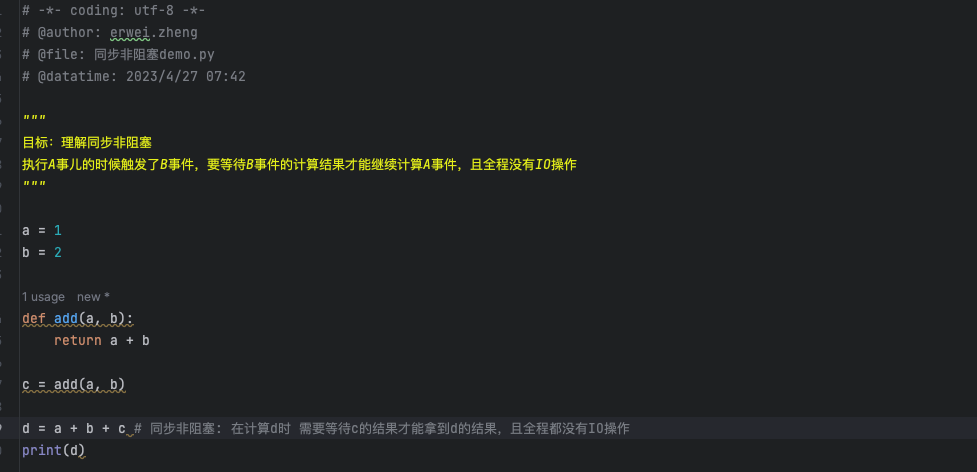 # -*- coding: utf-8 -*-
# @author: erwei.zheng
# @file: 同步非阻塞demo.py
# @datatime: 2023/4/27 07:42
"""
目标：理解同步非阻塞
执行A事儿的时候触发了B事件，要等待B事件的计算结果才能继续计算A事件，且全程没有IO操作
"""
a = 1
b = 2
1 usage new *
def add(a, b):
    return a + b
c = add(a, b)
d = a + b + c # 同步非阻塞: 在计算d时 需要等待c的结果才能拿到d的结果，且全程都没有IO操作
print(d)